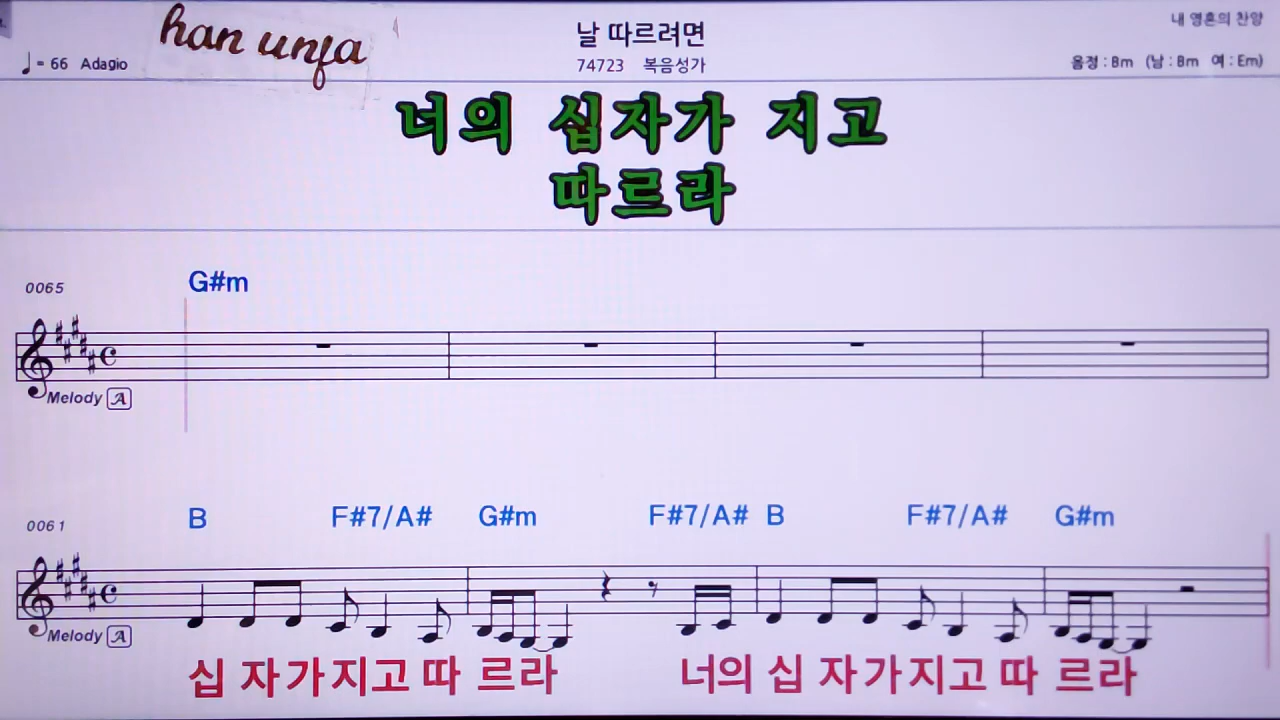 han unfa
날 따르려면
내 영혼의 찬양
♩= 66 Adagio
74723 복음성가
음정 : Bm (남 : Bm 여 : Em)
너의 십자가 지고
따르라
0065
G#m
Melody A
0061
B F#7/A# G#m F#7/A# B F#7/A# G#m
Melody A
십 자가지고 따 르라 너의 십 자가지고 따 르라